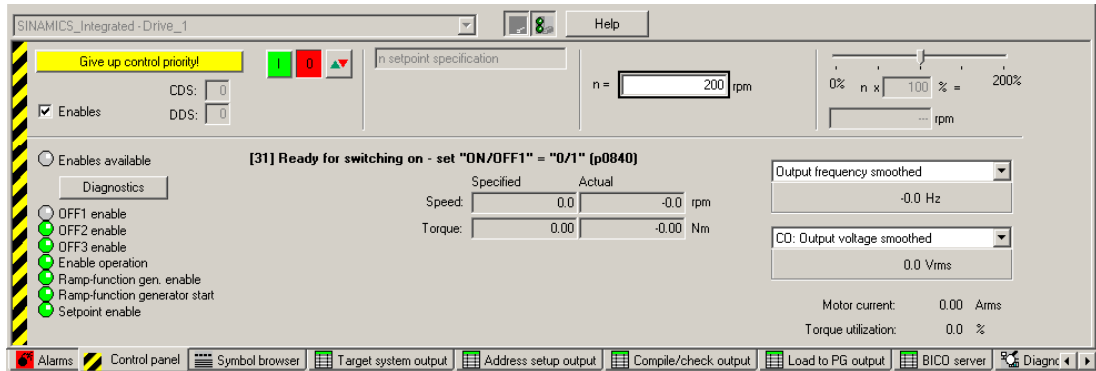 SINAMICS_Integrated - Drive_1
Help
Give up control priority!
I 0
n setpoint specification
n = 200 rpm
0% n x 100 % = 200%
CDS: 0
Enables
DDS: 0
--- rpm
Enables available
[31] Ready for switching on - set "ON/OFF1" = "0/1" (p0840)
Diagnostics
Specified Actual
Speed: 0.0 -0.0 rpm
Torque: 0.00 -0.00 Nm
OFF1 enable
OFF2 enable
OFF3 enable
Enable operation
Ramp-function gen. enable
Ramp-function generator start
Setpoint enable
Output frequency smoothed
-0.0 Hz
CO: Output voltage smoothed
0.0 Vrms
Motor current: 0.00 Arms
Torque utilization: 0.0 %
Alarms Control panel Symbol browser Target system output Address setup output Compile/check output Load to PG output BICO server Diagno